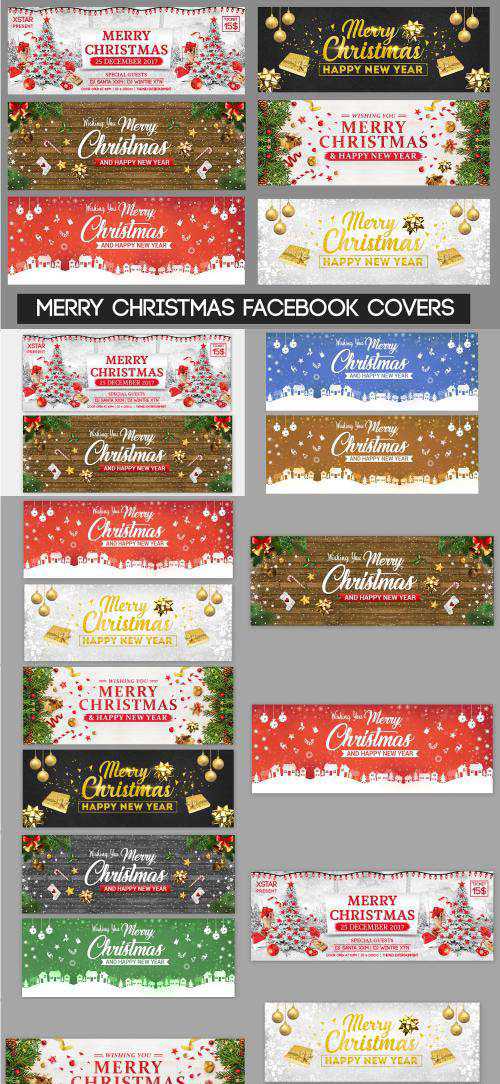 XSTAR
PRESENT
TICKET
15$
MERRY
CHRISTMAS
25 DECEMBER 2017
SPECIAL GUESTS
Merry
Christmas
HAPPY NEW YEAR
Wishing You Merry
Christmas
AND HAPPY NEW YEAR
WISHING YOU
MERRY
CHRISTMAS
& HAPPY NEW YEAR
Wishing You Merry
Christmas
AND HAPPY NEW YEAR
Merry
Christmas
HAPPY NEW YEAR
MERRY CHRISTMAS FACEBOOK COVERS
XSTAR
PRESENT
TICKET
15$
MERRY
CHRISTMAS
25 DECEMBER 2017
SPECIAL GUESTS
Wishing You Merry
Christmas
AND HAPPY NEW YEAR
Wishing You Merry
Christmas
AND HAPPY NEW YEAR
Wishing You Merry
Christmas
AND HAPPY NEW YEAR
Wishing You Merry
Christmas
AND HAPPY NEW YEAR
Wishing You Merry
Christmas
AND HAPPY NEW YEAR
Merry
Christmas
HAPPY NEW YEAR
WISHING YOU
MERRY
CHRISTMAS
& HAPPY NEW YEAR
Wishing You Merry
Christmas
AND HAPPY NEW YEAR
Merry
Christmas
HAPPY NEW YEAR
Wishing You Merry
Christmas
AND HAPPY NEW YEAR
XSTAR
PRESENT
TICKET
15$
MERRY
CHRISTMAS
25 DECEMBER 2017
SPECIAL GUESTS
Wishing You Merry
Christmas
AND HAPPY NEW YEAR
Merry
Christmas
HAPPY NEW YEAR
WISHING YOU
MERRY
CHRISTMAS